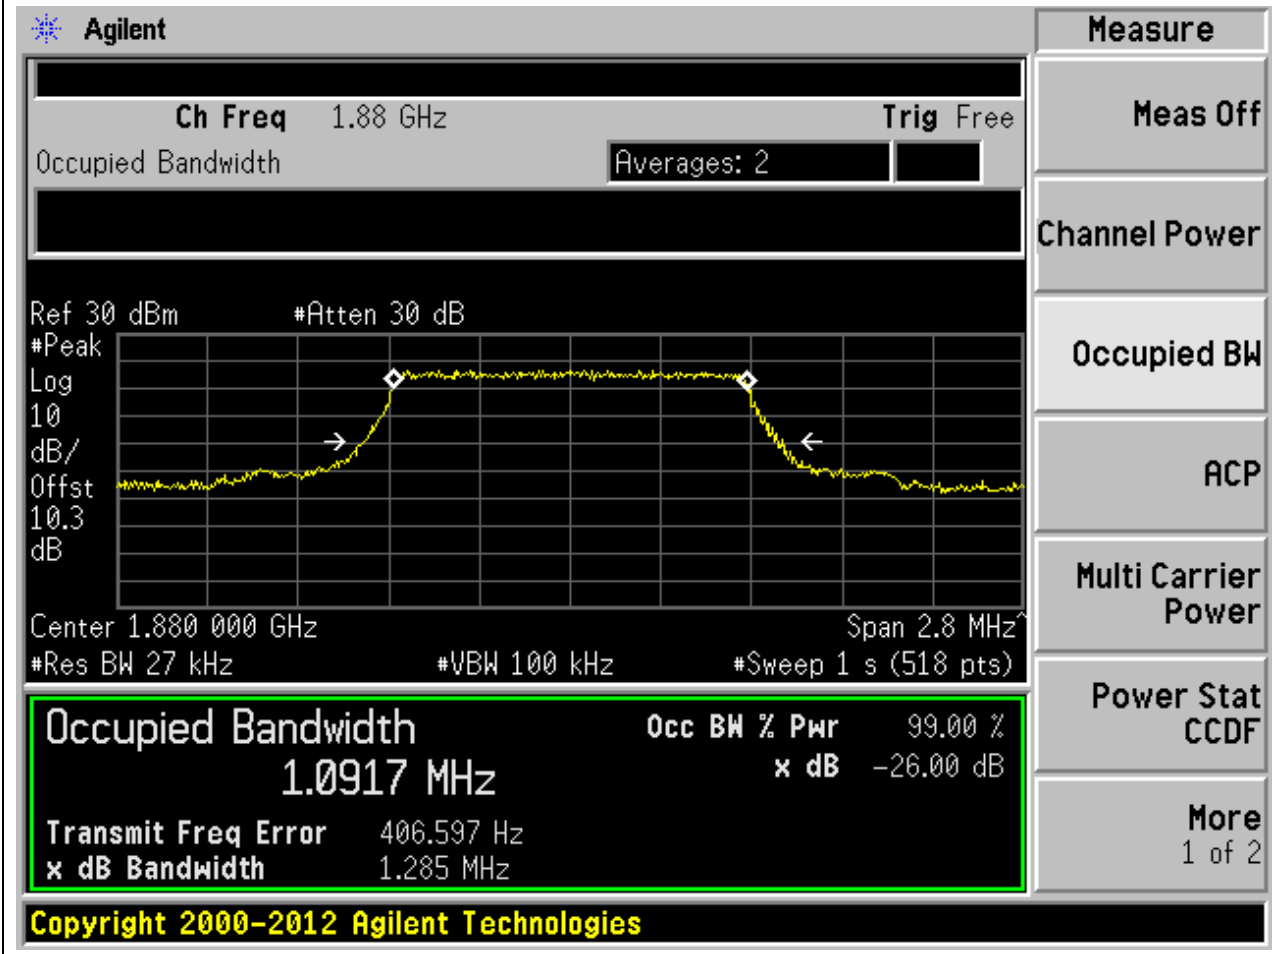 Agilent
Measure
Ch Freq 1.88 GHz Trig Free
Occupied Bandwidth Averages: 2
Meas Off
Channel Power
Occupied BW
ACP
Multi Carrier
Power
Power Stat
CCDF
More
1 of 2
Ref 30 dBm #Atten 30 dB
#Peak
Log
10
dB/
Offst
10.3
dB
Center 1.880 000 GHz Span 2.8 MHz^
#Res BW 27 kHz #VBW 100 kHz #Sweep 1 s (518 pts)
Occupied Bandwidth Occ BW % Pwr 99.00 %
1.0917 MHz x dB -26.00 dB
Transmit Freq Error 406.597 Hz
x dB Bandwidth 1.285 MHz
Copyright 2000-2012 Agilent Technologies